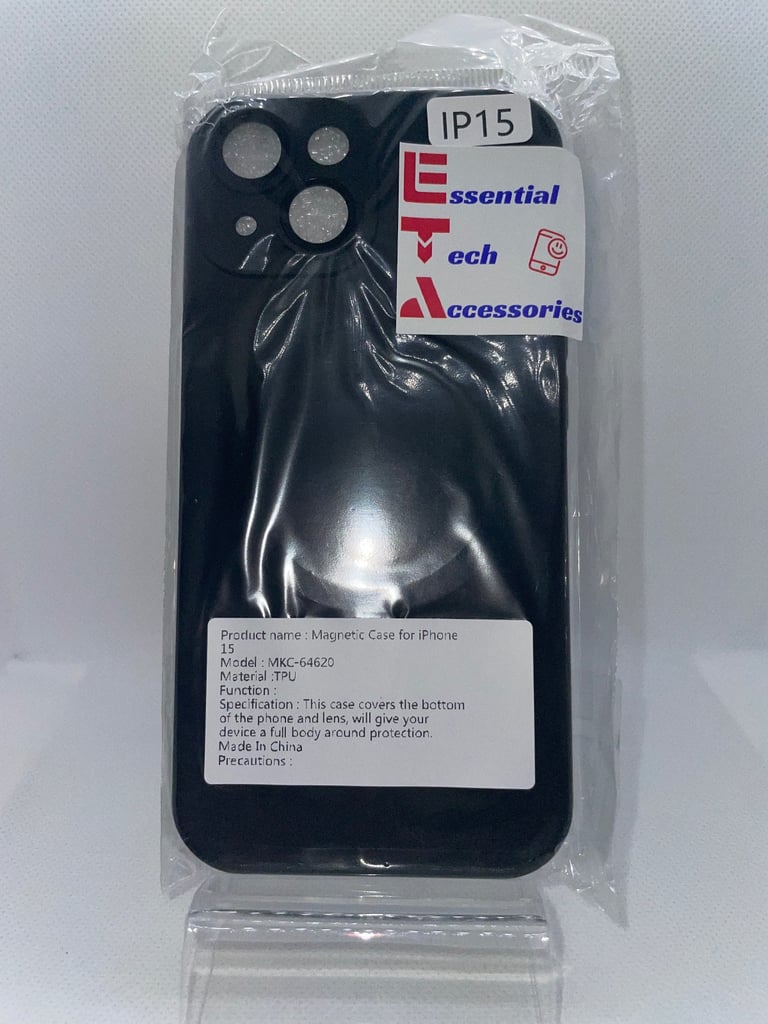 IP15
Essential
Tech
Accessories
Product name : Magnetic Case for iPhone
15
Model : MKC-64620
Material :TPU
Function :
Specification : This case covers the bottom
of the phone and lens, will give your
device a full body around protection.
Made In China
Precautions :